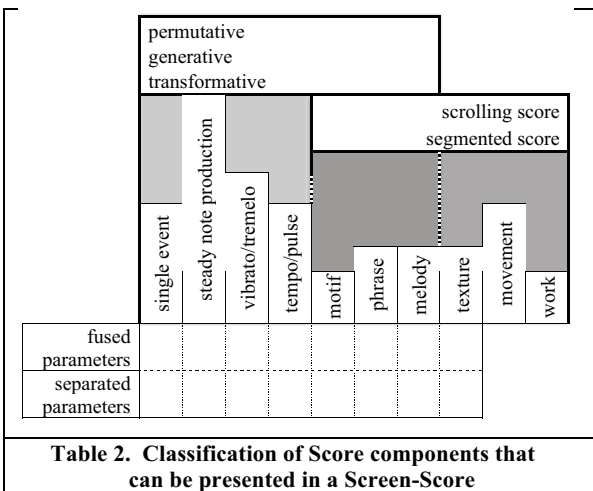 permutative
generative
transformative
scrolling score
segmented score
single event
steady note production
vibrato/tremelo
tempo/pulse
motif
phrase
melody
texture
movement
work
fused
parameters
separated
parameters
Table 2. Classification of Score components that
can be presented in a Screen-Score